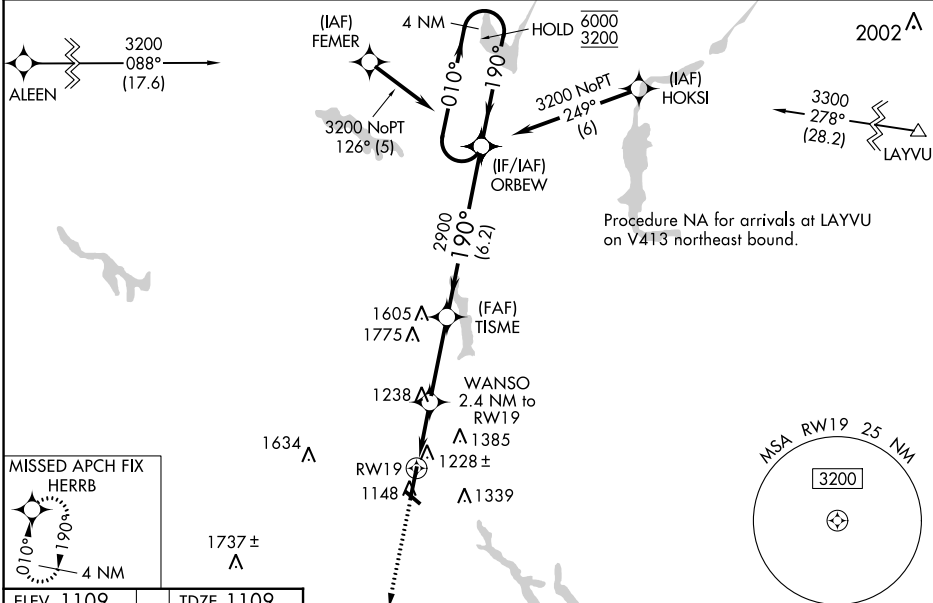 ALEEN
3200
088°
(17.6)
(IAF)
FEMER
3200 NoPT
126° (5)
4 NM
HOLD
6000
3200
010°
190°
2002
(IAF)
HOKSI
3200 NoPT
249°
(6)
3300
278°
(28.2)
LAYVU
(IF/IAF)
ORBEW
Procedure NA for arrivals at LAYVU
on V413 northeast bound.
2900
190°
(6.2)
1605
1775
(FAF)
TISME
1238
WANSO
2.4 NM to
RW19
1385
1228 ±
1634
RW19
1148
1339
1737 ±
MISSED APCH FIX
HERRB
010°
190°
4 NM
MSA RW19 25 NM
3200
ELEV 1109
TDZE 1109